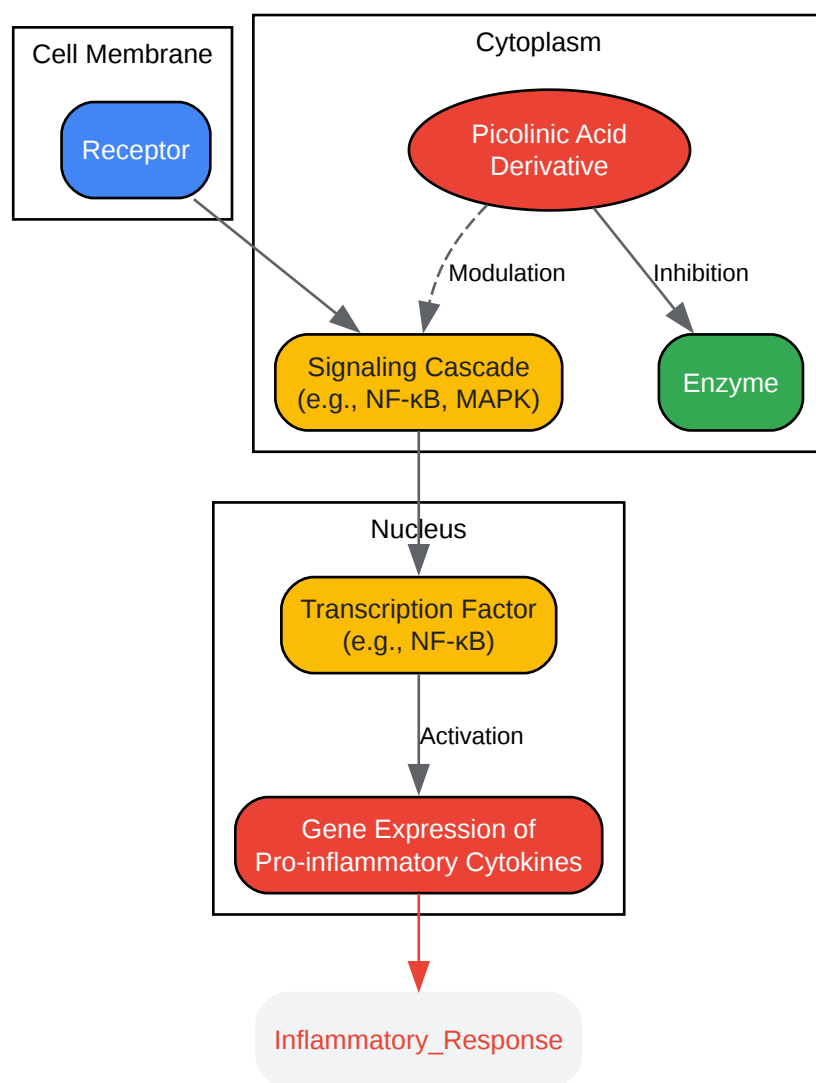 Cell Membrane
Receptor
Cytoplasm
Picolinic Acid
Derivative
Modulation
Inhibition
Signaling Cascade
(e.g., NF-κB, MAPK)
Enzyme
Nucleus
Transcription Factor
(e.g., NF-κB)
Activation
Gene Expression of
Pro-inflammatory Cytokines
Inflammatory_Response